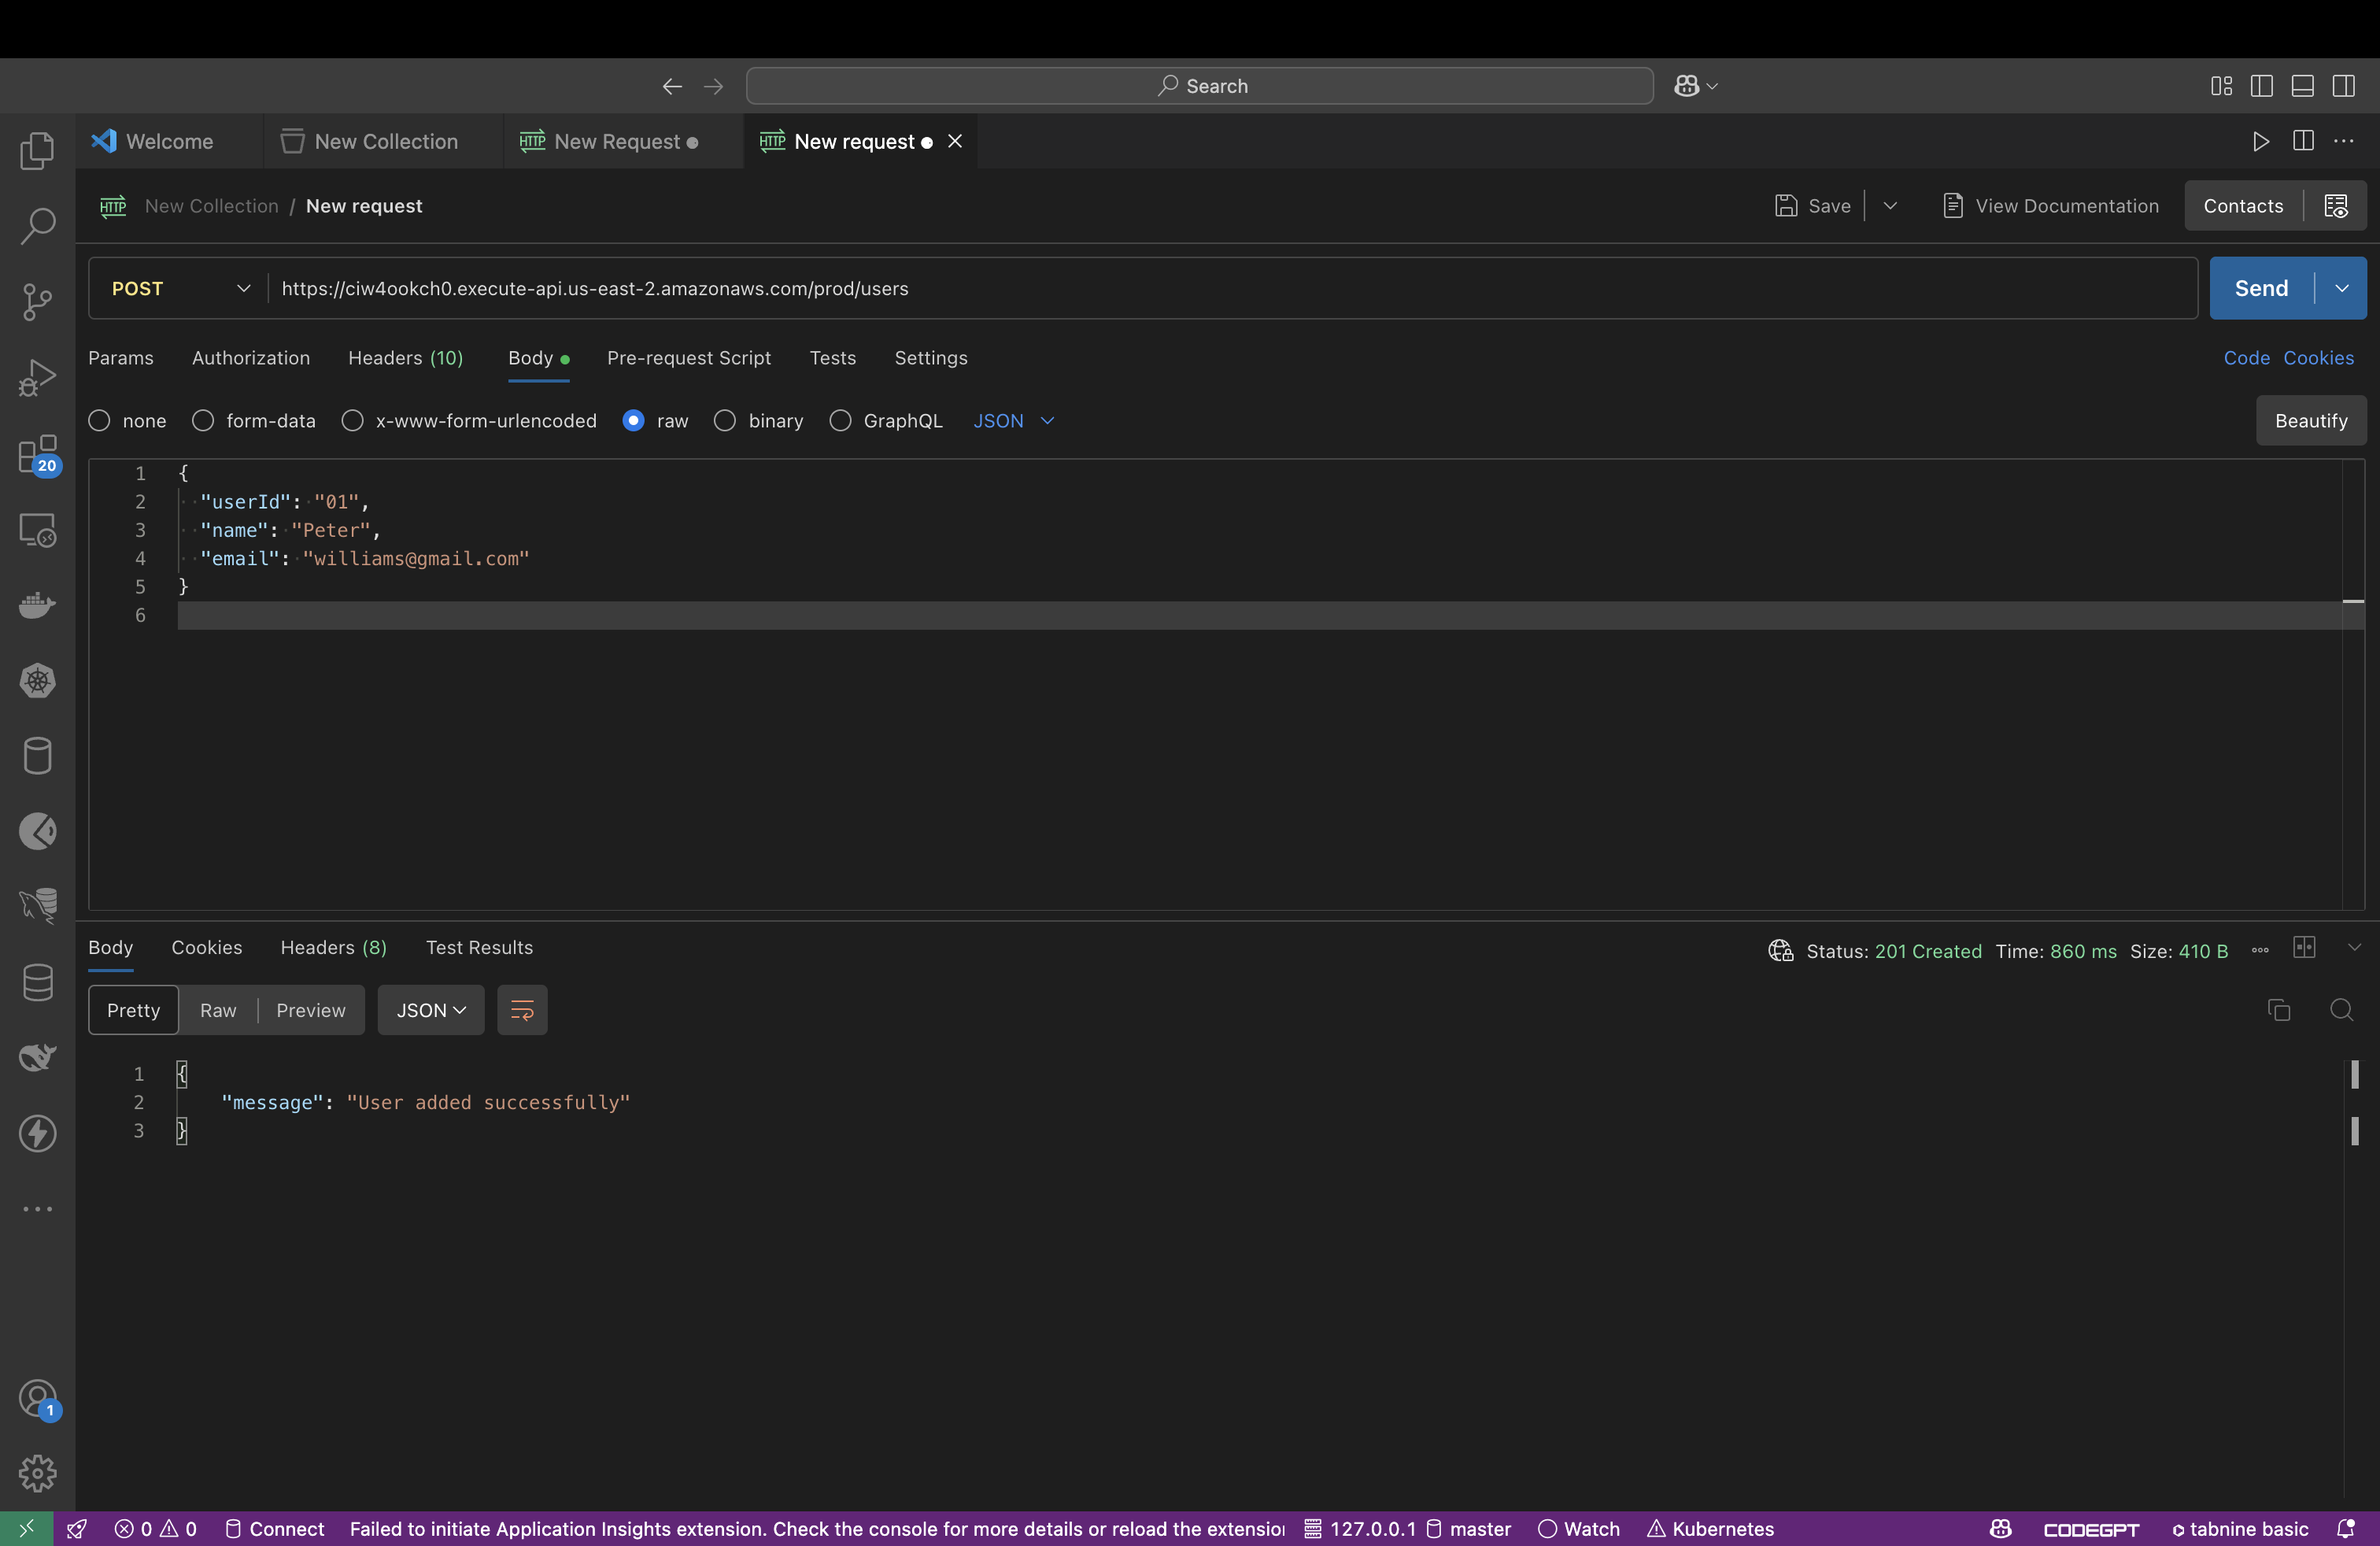 Search
Welcome
New Collection
HTTP New Request
HTTP New request
HTTP New Collection / New request
Save
View Documentation
Contacts
POST
https://ciw4ookch0.execute-api.us-east-2.amazonaws.com/prod/users
Send
Params Authorization Headers (10) Body Pre-request Script Tests Settings
Code Cookies
none form-data x-www-form-urlencoded raw binary GraphQL JSON
Beautify
1 {
2 "userId": "01",
3 "name": "Peter",
4 "email": "williams@gmail.com"
5 }
6
20
Body Cookies Headers (8) Test Results
Status: 201 Created Time: 860 ms Size: 410 B
Pretty Raw Preview JSON
1 {
2 "message": "User added successfully"
3 }
1
0 0 Connect Failed to initiate Application Insights extension. Check the console for more details or reload the extension 127.0.0.1 master Watch Kubernetes CODEGPT tabnine basic